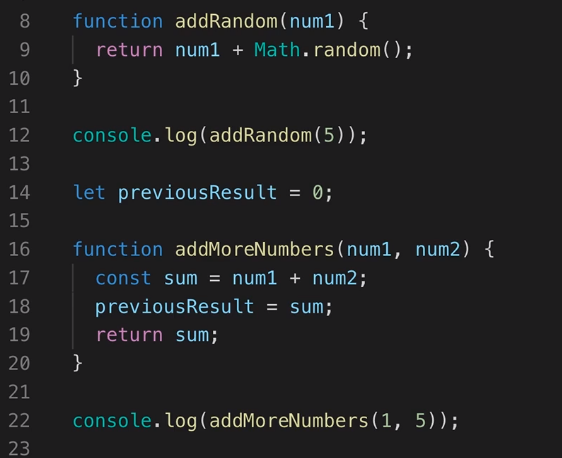 8 function addRandom(num1) {
9 return num1 + Math.random();
10 }
11
12 console.log(addRandom(5));
13
14 let previousResult = 0;
15
16 function addMoreNumbers(num1, num2) {
17 const sum = num1 + num2;
18 previousResult = sum;
19 return sum;
20 }
21
22 console.log(addMoreNumbers(1, 5));
23